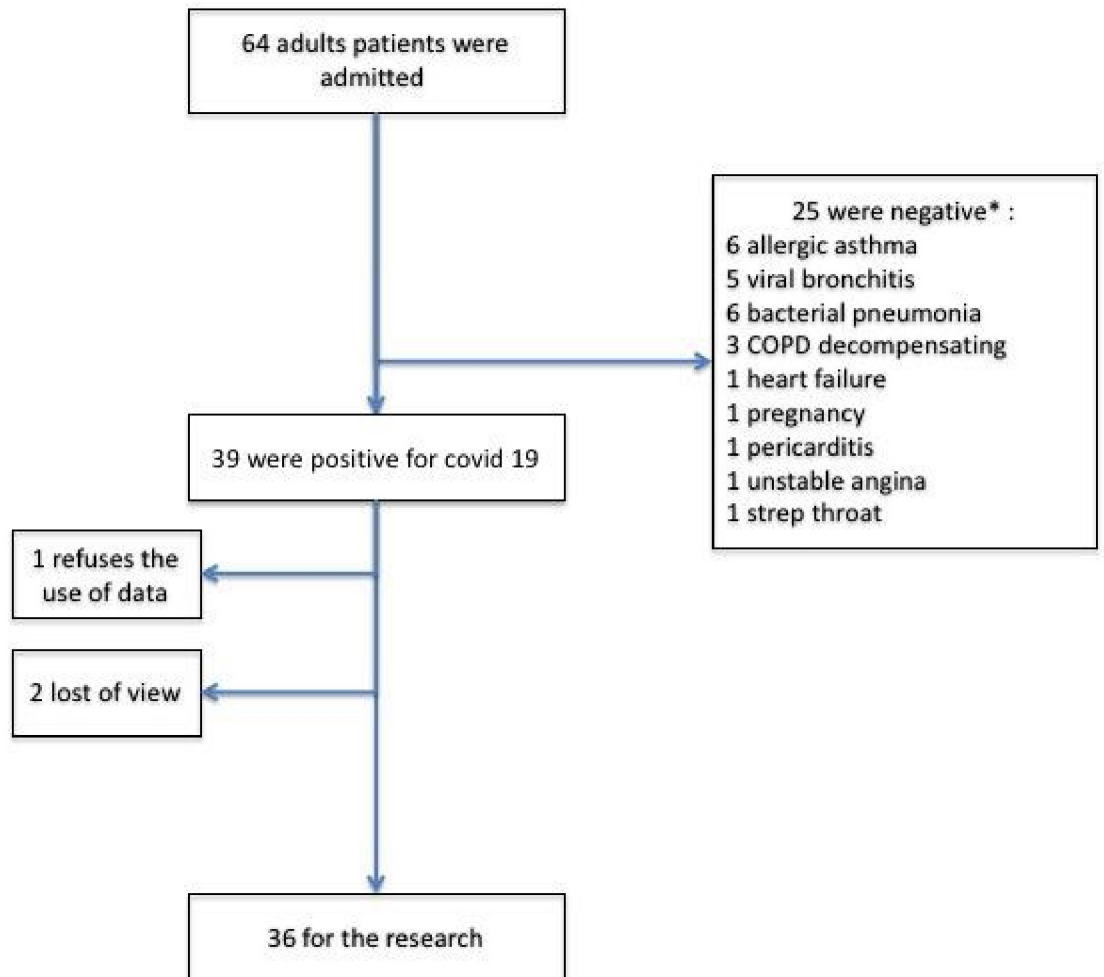 64 adults patients were
admitted
25 were negative* :
6 allergic asthma
5 viral bronchitis
6 bacterial pneumonia
3 COPD decompensating
1 heart failure
1 pregnancy
1 pericarditis
1 unstable angina
1 strep throat
39 were positive for covid 19
1 refuses the
use of data
2 lost of view
36 for the research